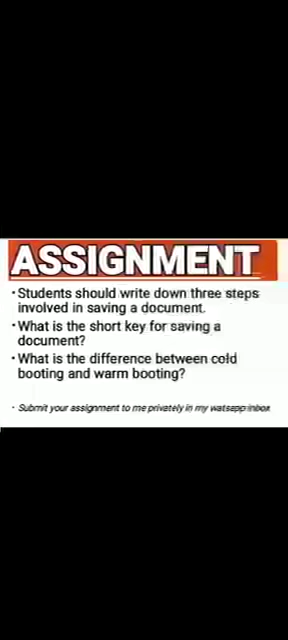 ASSIGNMENT
• Students should write down three steps
involved in saving a document.
• What is the short key for saving a
document?
• What is the difference between cold
booting and warm booting?
• Submit your assignment to me privately in my watsapp inbox